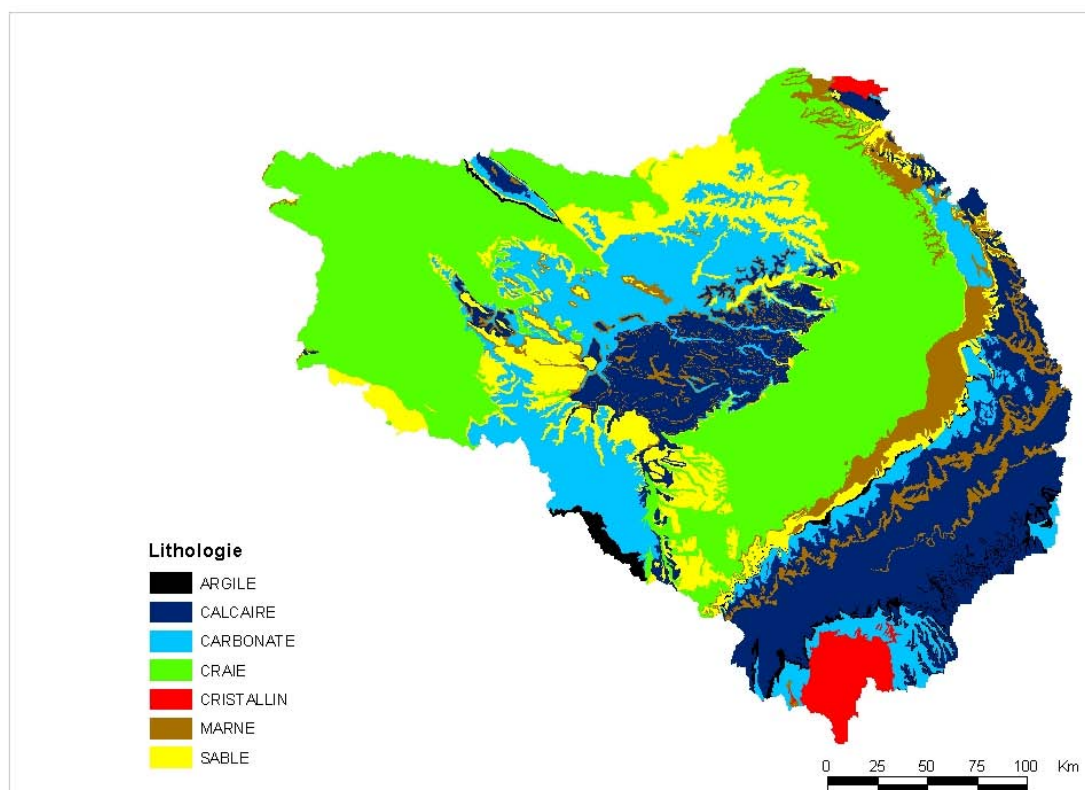 Lithologie
ARGILE
CALCAIRE
CARBONATE
CRAIE
CRISTALLIN
MARNE
SABLE
0 25 50 75 100 Km